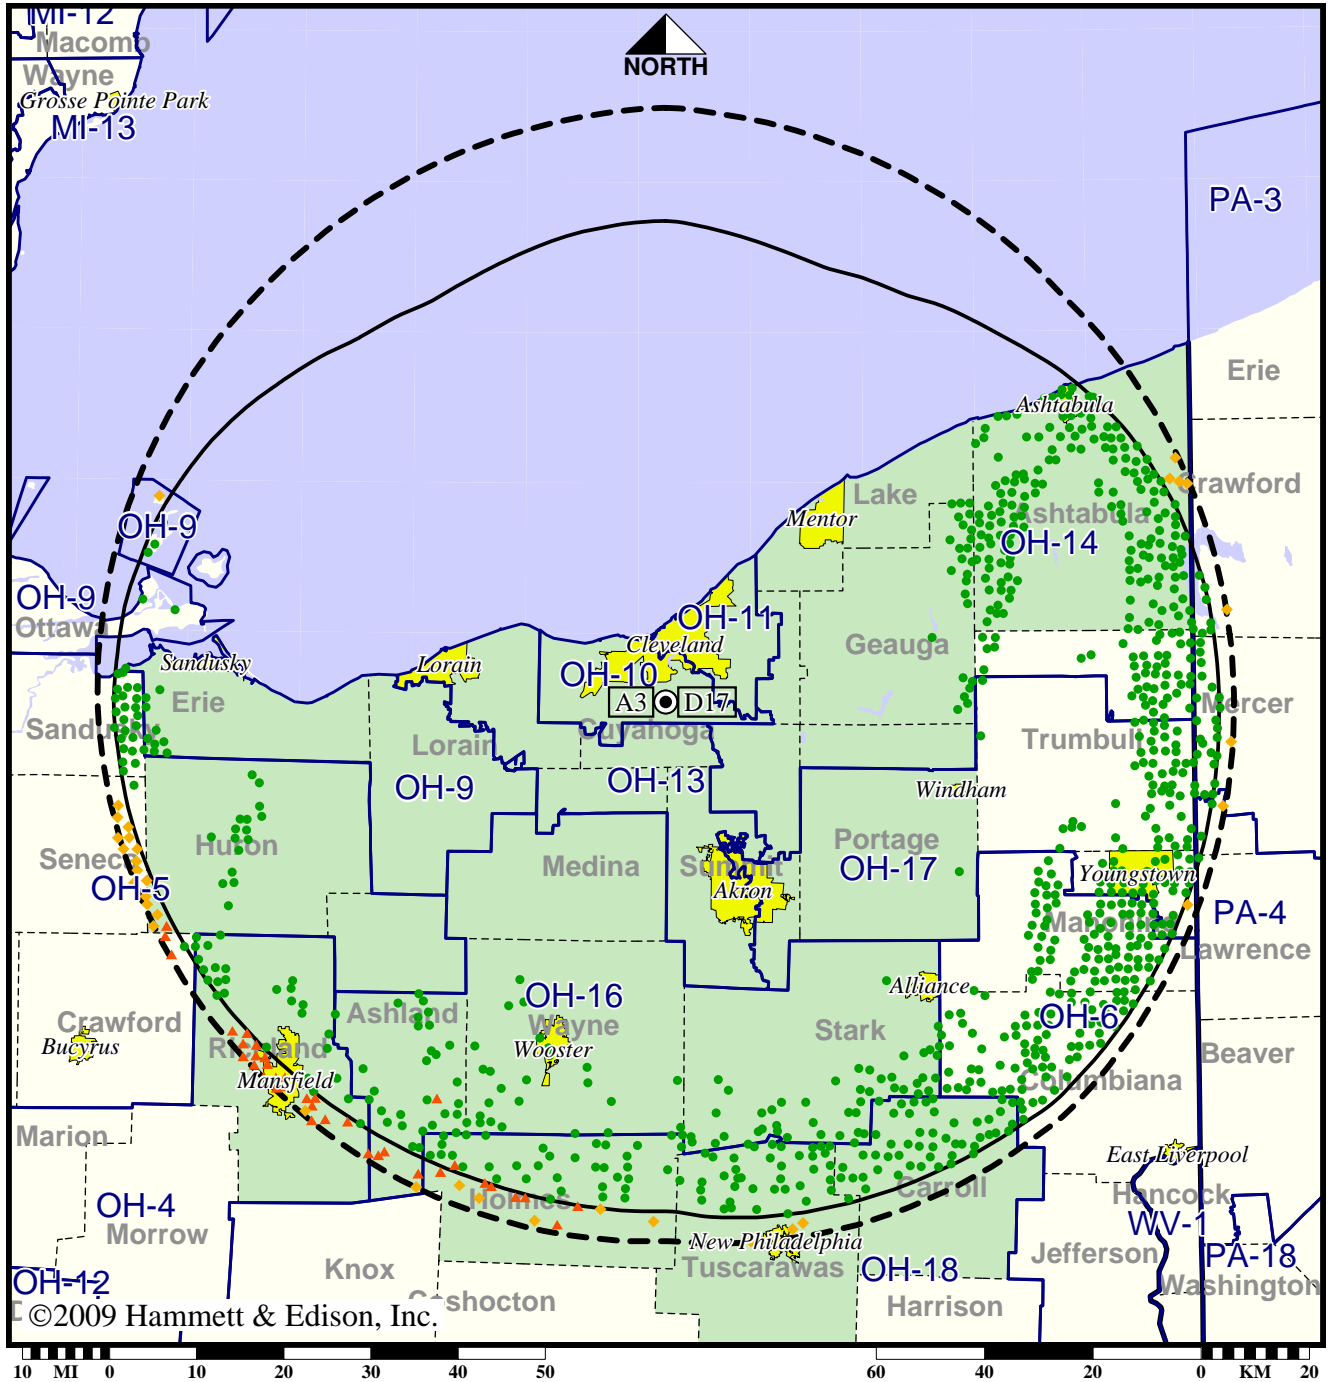 MI-12
Macomb
Wayne
Grosse Pointe Park
MI-13
NORTH
PA-3
Erie
Ashtabula
Crawford
Lake
Mentor
Ashtabula
OH-14
OH-9
OH-9
Ottawa
OH-11
Cleveland
Geauga
Sandusky
Lorain
OH-10
Erie
A3
D17
Mercer
Sandusky
Lorain
Cuyahoga
Trumbull
OH-9
OH-13
Windham
Huron
Portage
Seneca
Medina
Summit
OH-17
Youngstown
OH-5
Akron
PA-4
Mahoning
Lawrence
Alliance
OH-16
Crawford
Ashland
Wayne
Stark
OH-6
Bucyrus
Richland
Wooster
Beaver
Mansfield
Columbiana
Marion
East Liverpool
Carroll
Hancock
OH-4
Holmes
WV-1
Morrow
New Philadelphia
Jefferson
PA-18
Knox
Tuscarawas
OH-18
OH-12
Washington
Coshocton
Harrison
©2009 Hammett & Edison, Inc.
10 MI 0 10 20 30 40 50 60 40 20 0 KM 20